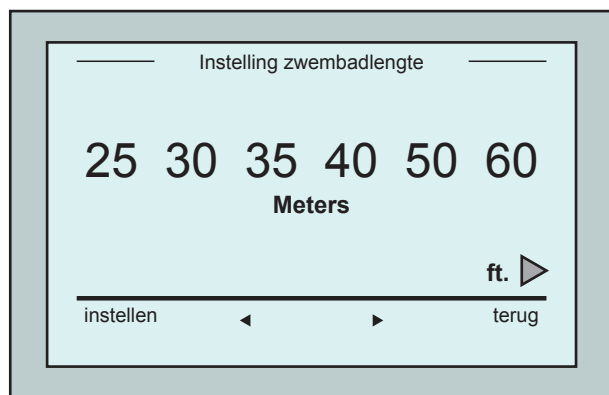 Instelling zwembadlengte
25 30 35 40 50 60
Meters
ft.
instellen terug